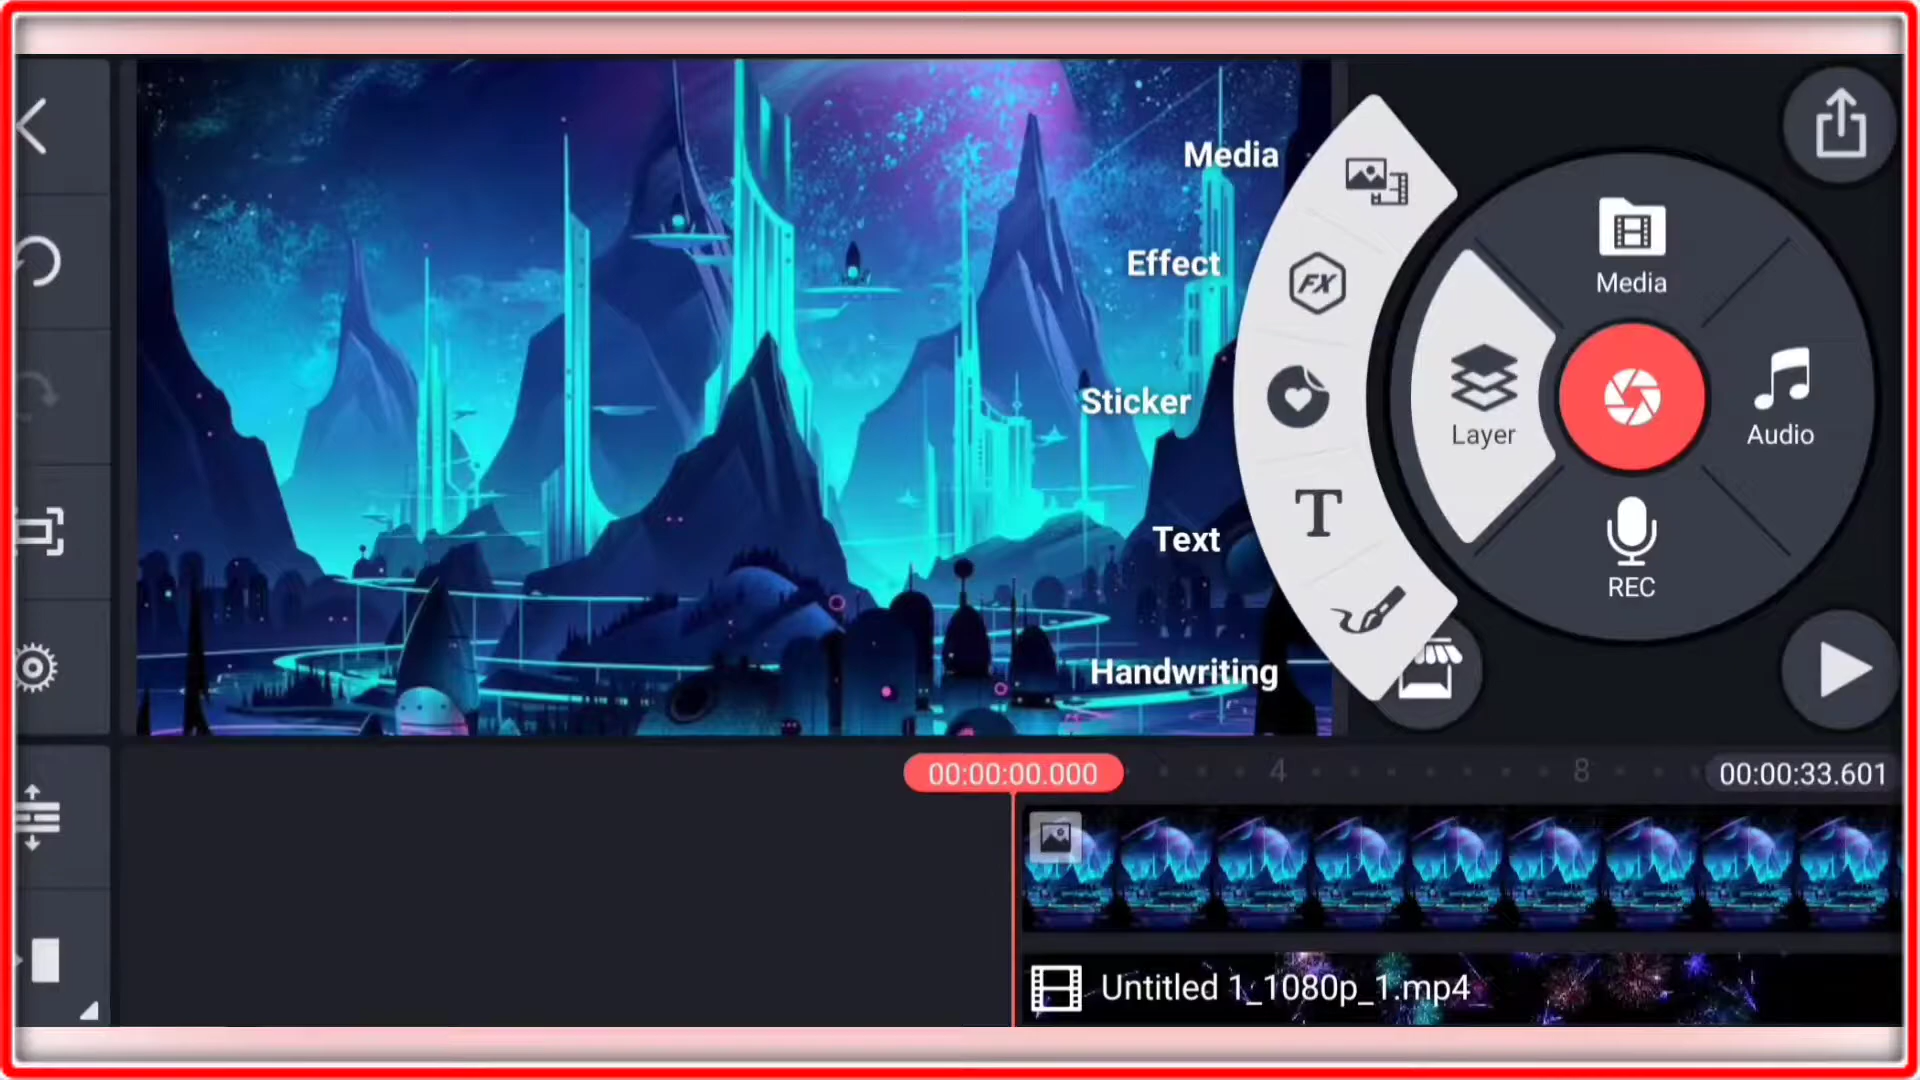 Media
Effect
Sticker
Text
Handwriting
FX
T
Media
Layer
Audio
REC
00:00:00.000
4
8
00:00:33.601
Untitled 1_1080p_1.mp4